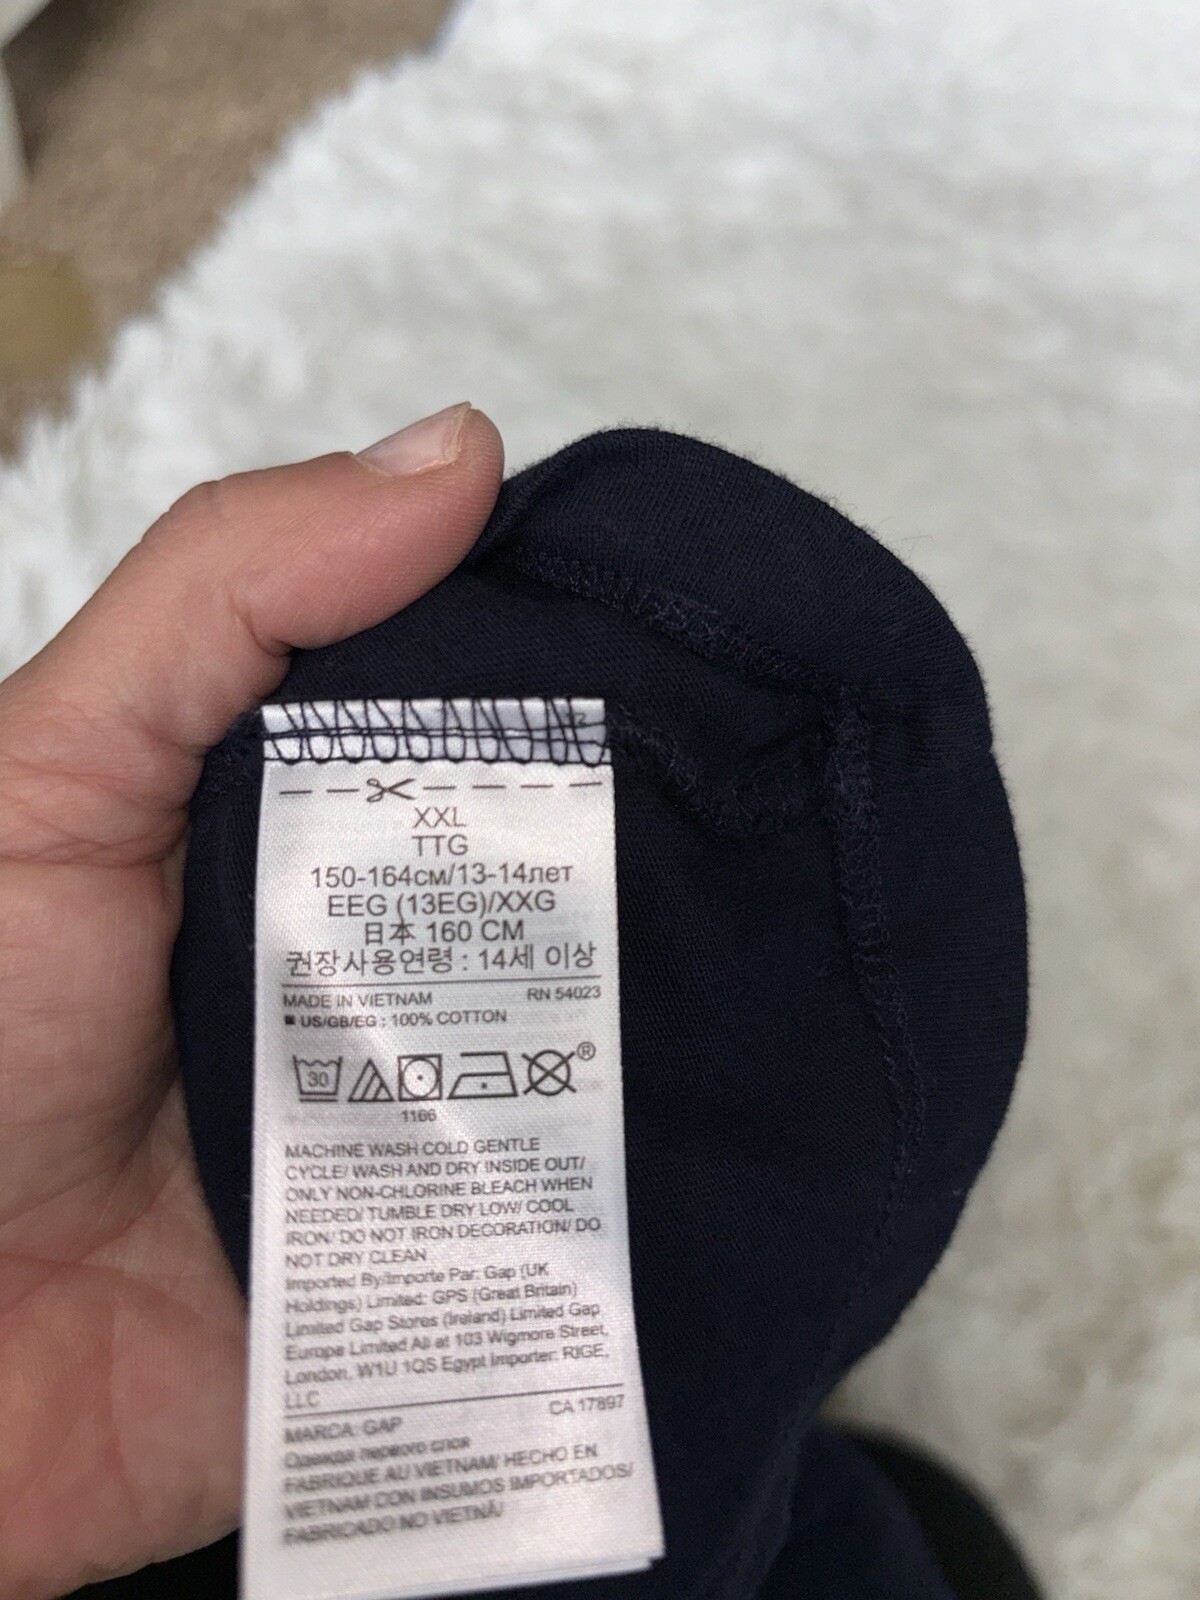 XXL
TTG
150-164см/13-14лет
EEG (13EG)/XXG
日本 160 CM
권장사용연령 : 14세 이상
MADE IN VIETNAM RN 54023
■ US/GB/EG : 100% COTTON
30
®
1166
MACHINE WASH COLD GENTLE
CYCLE/ WASH AND DRY INSIDE OUT/
ONLY NON-CHLORINE BLEACH WHEN
NEEDED/ TUMBLE DRY LOW/ COOL
IRON/ DO NOT IRON DECORATION/ DO
NOT DRY CLEAN
Imported By/Importe Par: Gap (UK
Holdings) Limited: GPS (Great Britain)
Limited Gap Stores (Ireland) Limited Gap
Europe Limited All at 103 Wigmore Street,
London, W1U 1QS Egypt Importer: RIGE,
LLC
CA 17897
MARCA: GAP
Одежда первого слоя
FABRIQUE AU VIETNAM/ HECHO EN
VIETNAM CON INSUMOS IMPORTADOS/
FABRICADO NO VIETNÃ/